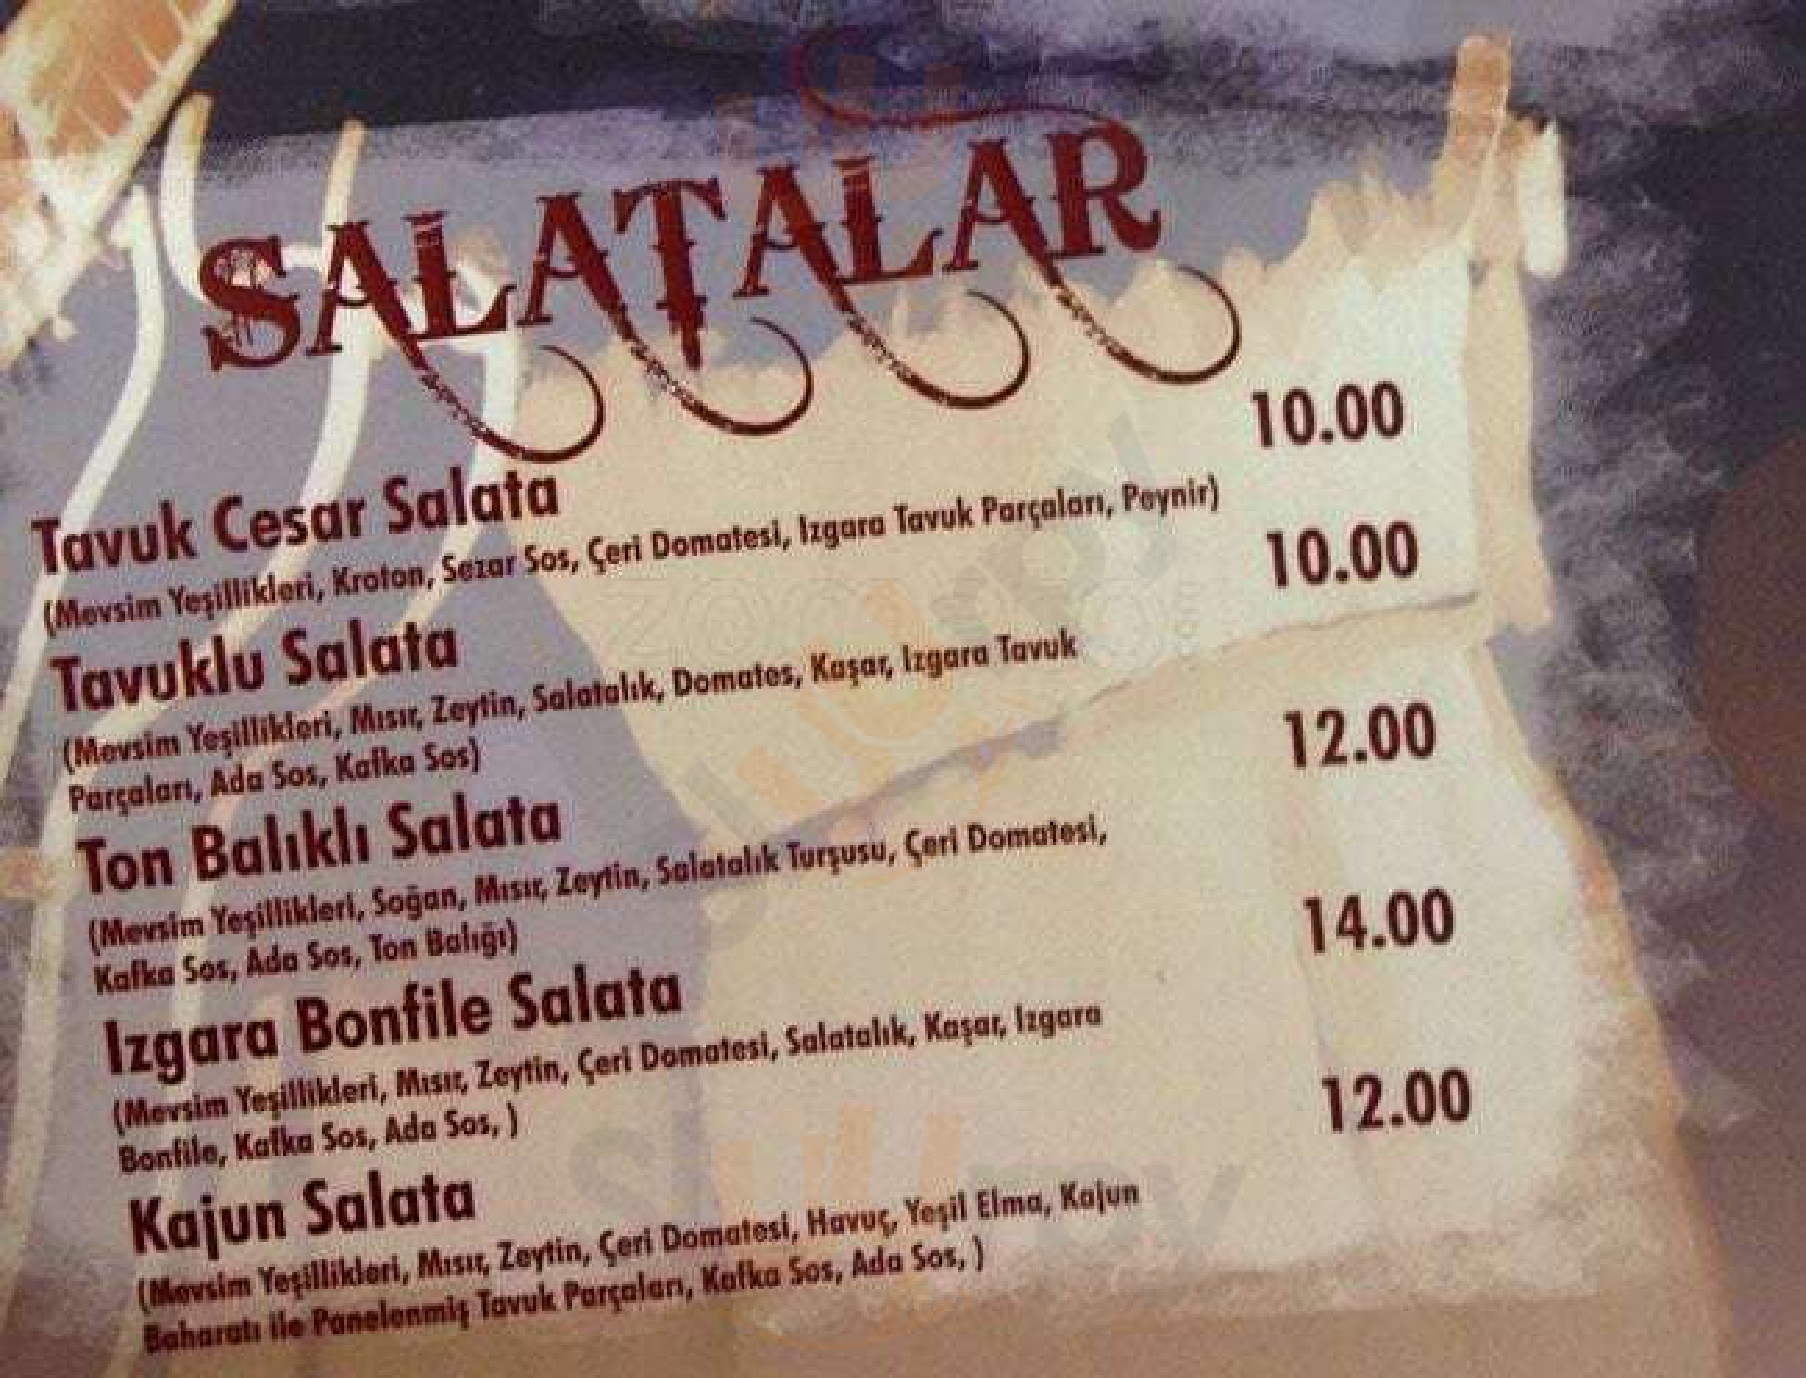 SALATALAR
Tavuk Cesar Salata 10.00
(Mevsim Yeşillikleri, Kroton, Sezar Sos, Çeri Domatesi, Izgara Tavuk Parçaları, Peynir)
Tavuklu Salata 10.00
(Mevsim Yeşillikleri, Mısır, Zeytin, Salatalık, Domates, Kaşar, Izgara Tavuk
Parçaları, Ada Sos, Kafka Sos)
Ton Balıklı Salata 12.00
(Mevsim Yeşillikleri, Soğan, Mısır, Zeytin, Salatalık Turşusu, Çeri Domatesi,
Kafka Sos, Ada Sos, Ton Balığı)
Izgara Bonfile Salata 14.00
(Mevsim Yeşillikleri, Mısır, Zeytin, Çeri Domatesi, Salatalık, Kaşar, Izgara
Bonfile, Kafka Sos, Ada Sos, )
Kajun Salata 12.00
(Mevsim Yeşillikleri, Mısır, Zeytin, Çeri Domatesi, Havuç, Yeşil Elma, Kajun
Baharatı ile Panelenmiş Tavuk Parçaları, Kafka Sos, Ada Sos, )